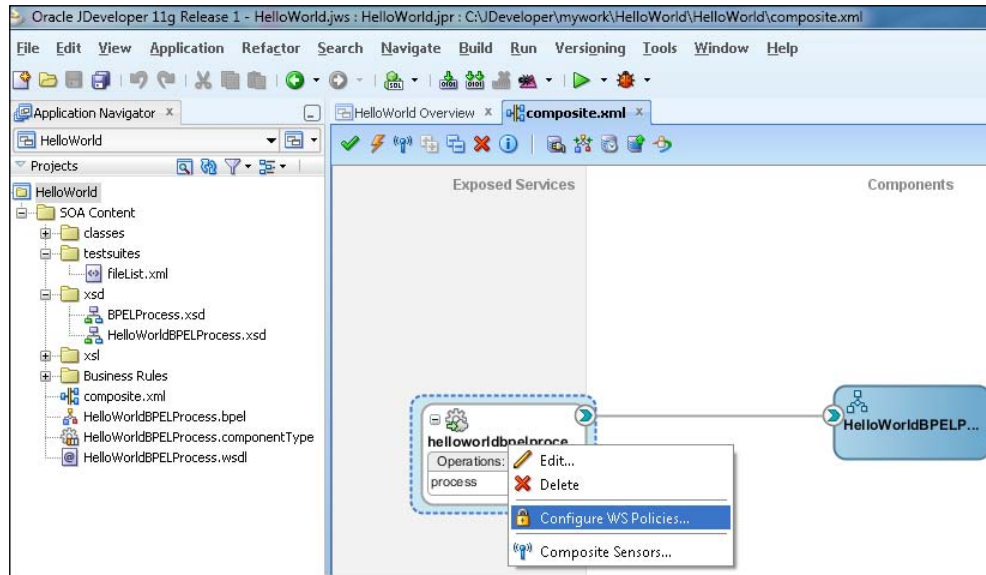 Oracle JDeveloper 11g Release 1 - HelloWorld.jws : HelloWorld.jpr : C:\JDeveloper\mywork\HelloWorld\HelloWorld\composite.xml
File Edit View Application Refactor Search Navigate Build Run Versioning Tools Window Help
Application Navigator
HelloWorld Overview
composite.xml
HelloWorld
Projects
Exposed Services
Components
HelloWorld
SOA Content
classes
testsuites
fileList.xml
xsd
BPELProcess.xsd
HelloWorldBPELProcess.xsd
xsl
Business Rules
composite.xml
HelloWorldBPELProcess.bpel
HelloWorldBPELProcess.componentType
HelloWorldBPELProcess.wsdl
helloworldbpelproce
Operations:
process
HelloWorldBPELP...
Edit...
Delete
Configure WS Policies...
Composite Sensors...